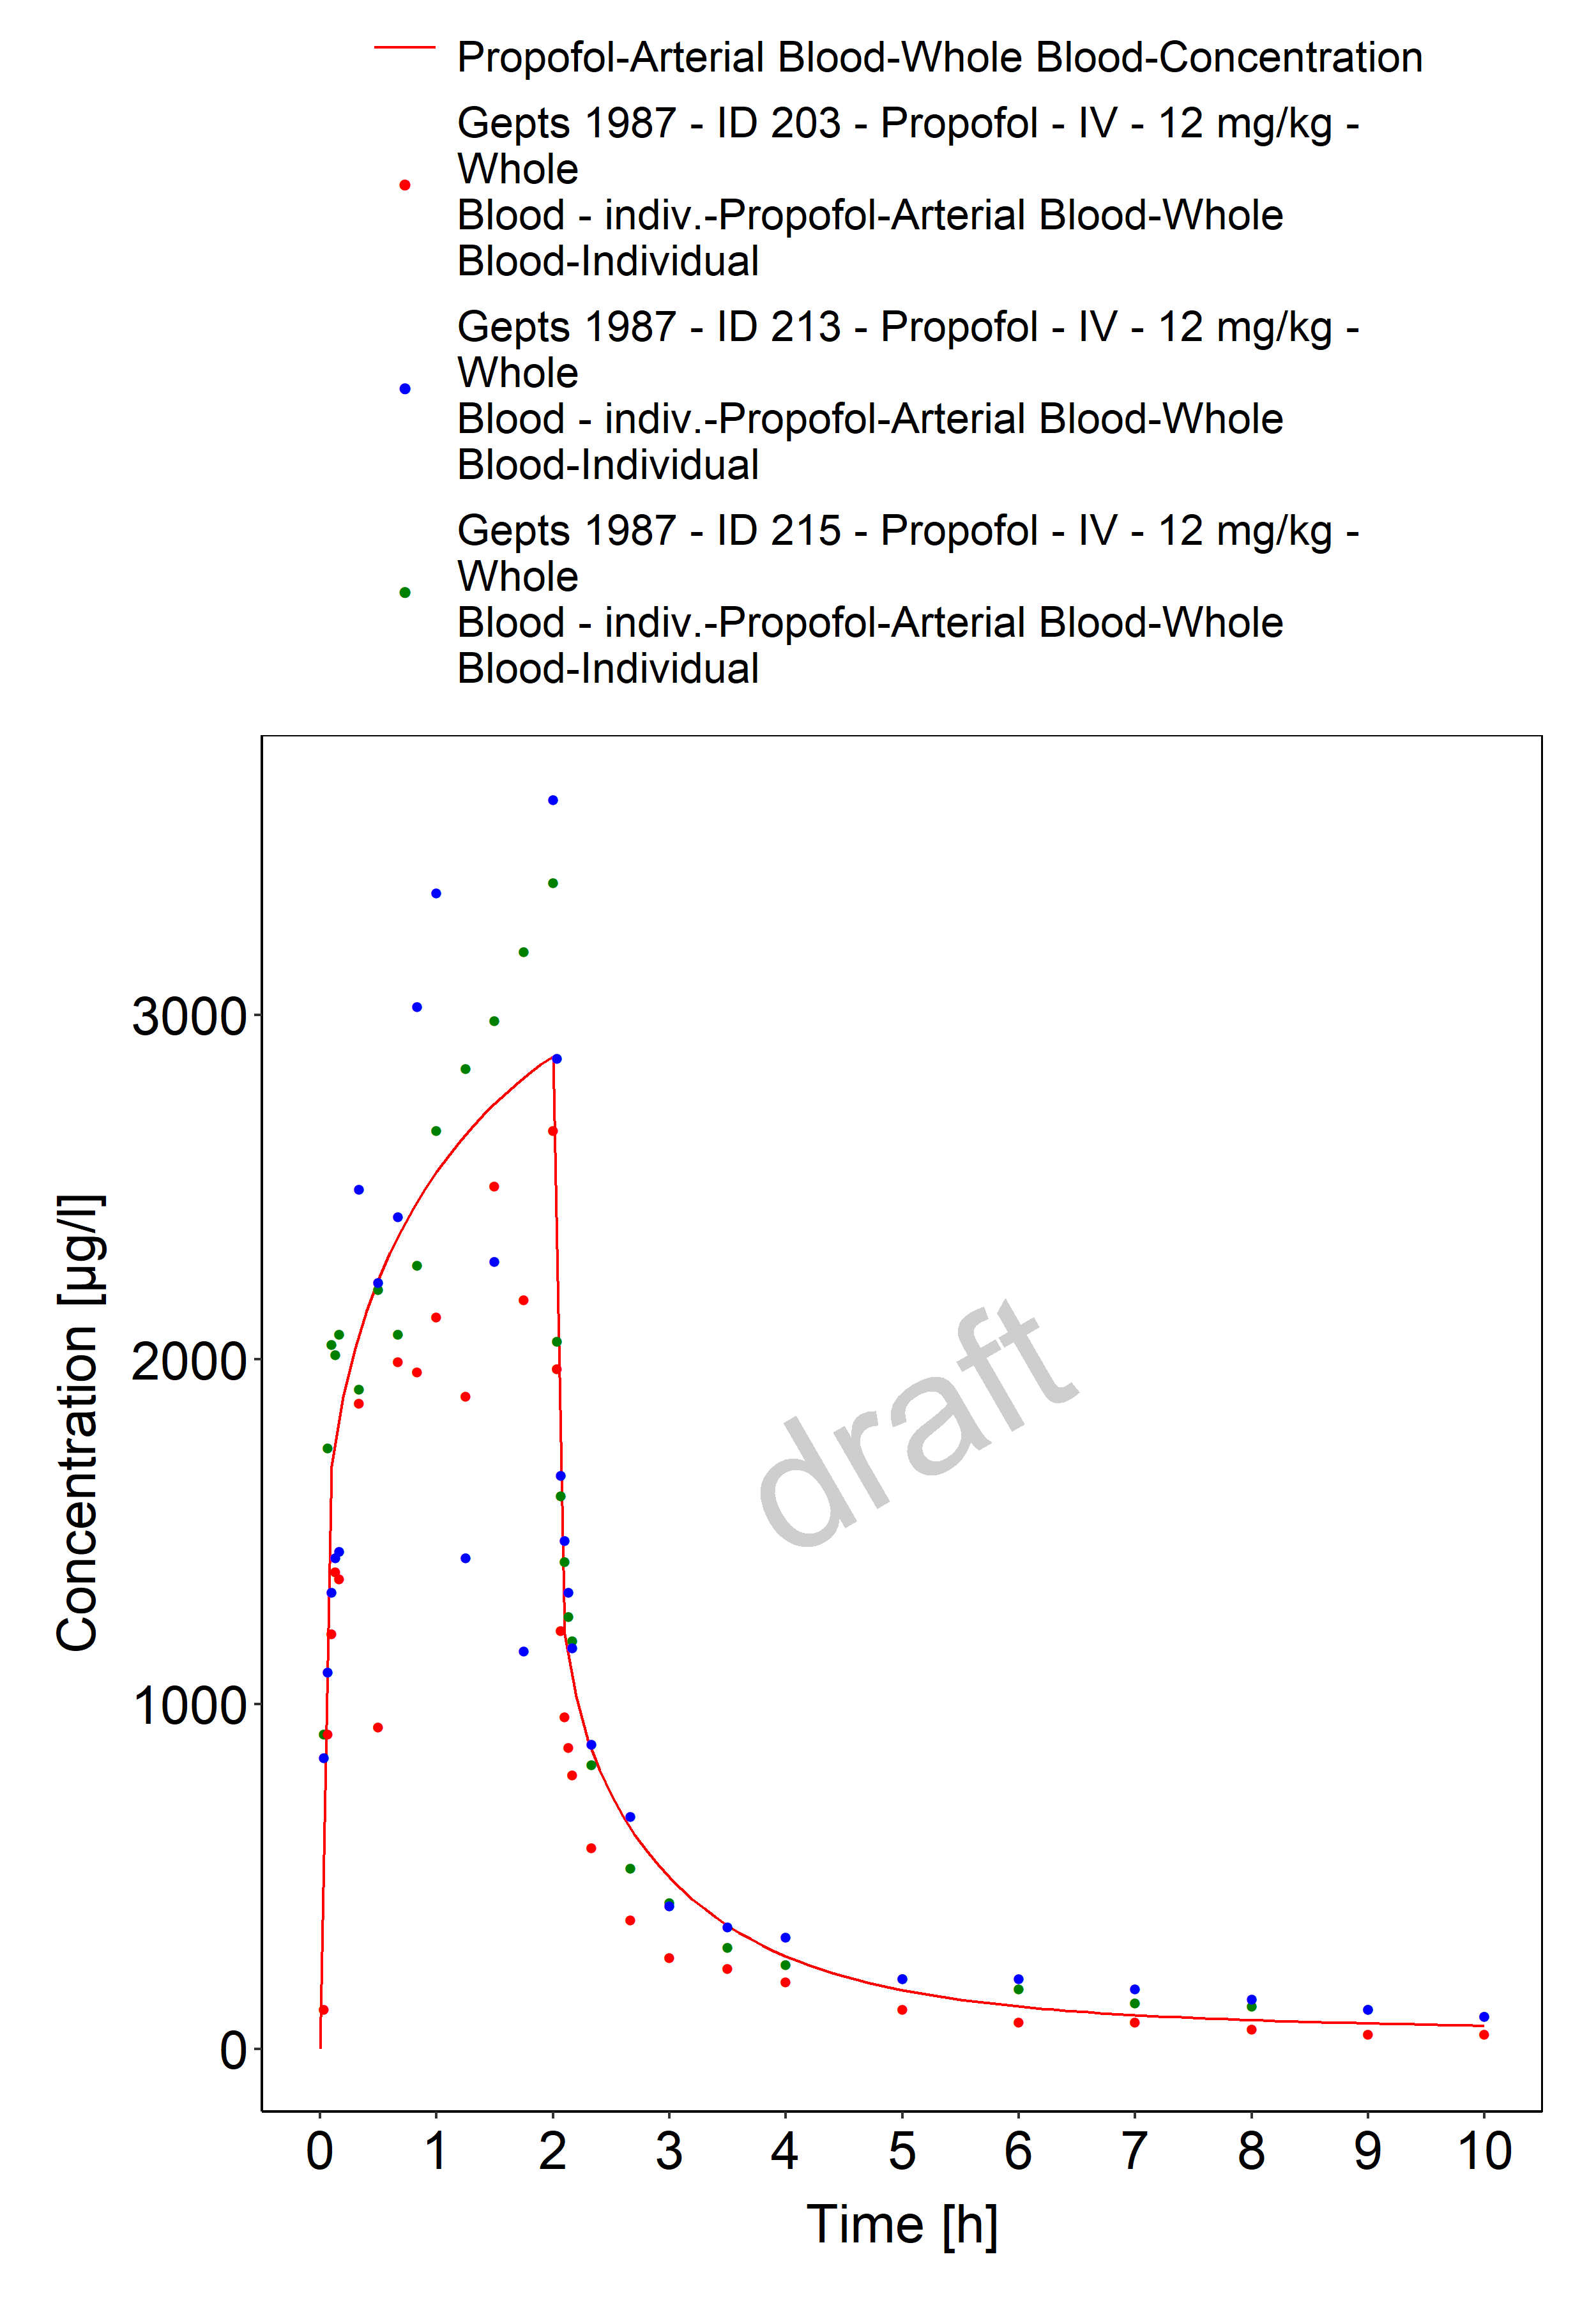 Propofol-Arterial Blood-Whole Blood-Concentration
Gepts 1987 - ID 203 - Propofol - IV - 12 mg/kg -
Whole
Blood - indiv.-Propofol-Arterial Blood-Whole
Blood-Individual
Gepts 1987 - ID 213 - Propofol - IV - 12 mg/kg -
Whole
Blood - indiv.-Propofol-Arterial Blood-Whole
Blood-Individual
Gepts 1987 - ID 215 - Propofol - IV - 12 mg/kg -
Whole
Blood - indiv.-Propofol-Arterial Blood-Whole
Blood-Individual
Concentration [µg/l]
3000
2000
1000
0
draft
0 1 2 3 4 5 6 7 8 9 10
Time [h]